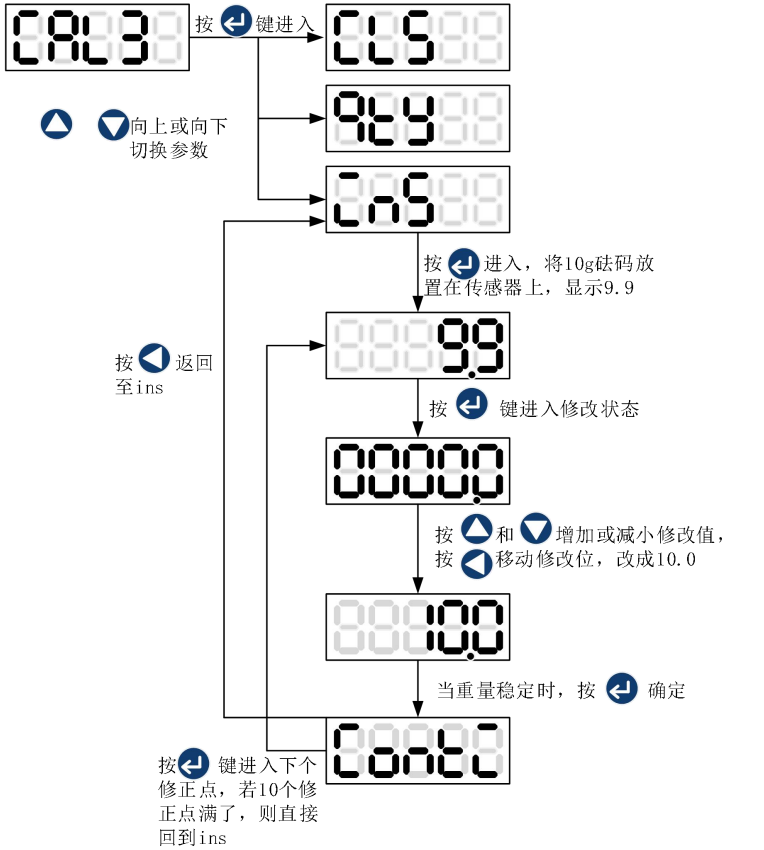 CAL3
按 键进入
CLS
向上或向下
切换参数
qty
inS
按 进入，将10g砝码放
置在传感器上，显示9.9
9.9
按 返回
至ins
按 键进入修改状态
0000.0
按 和 增加或减小修改值，
按 移动修改位，改成10.0
10.0
当重量稳定时，按 确定
Conti
按 键进入下个
修正点，若10个修
正点满了，则直接
回到ins